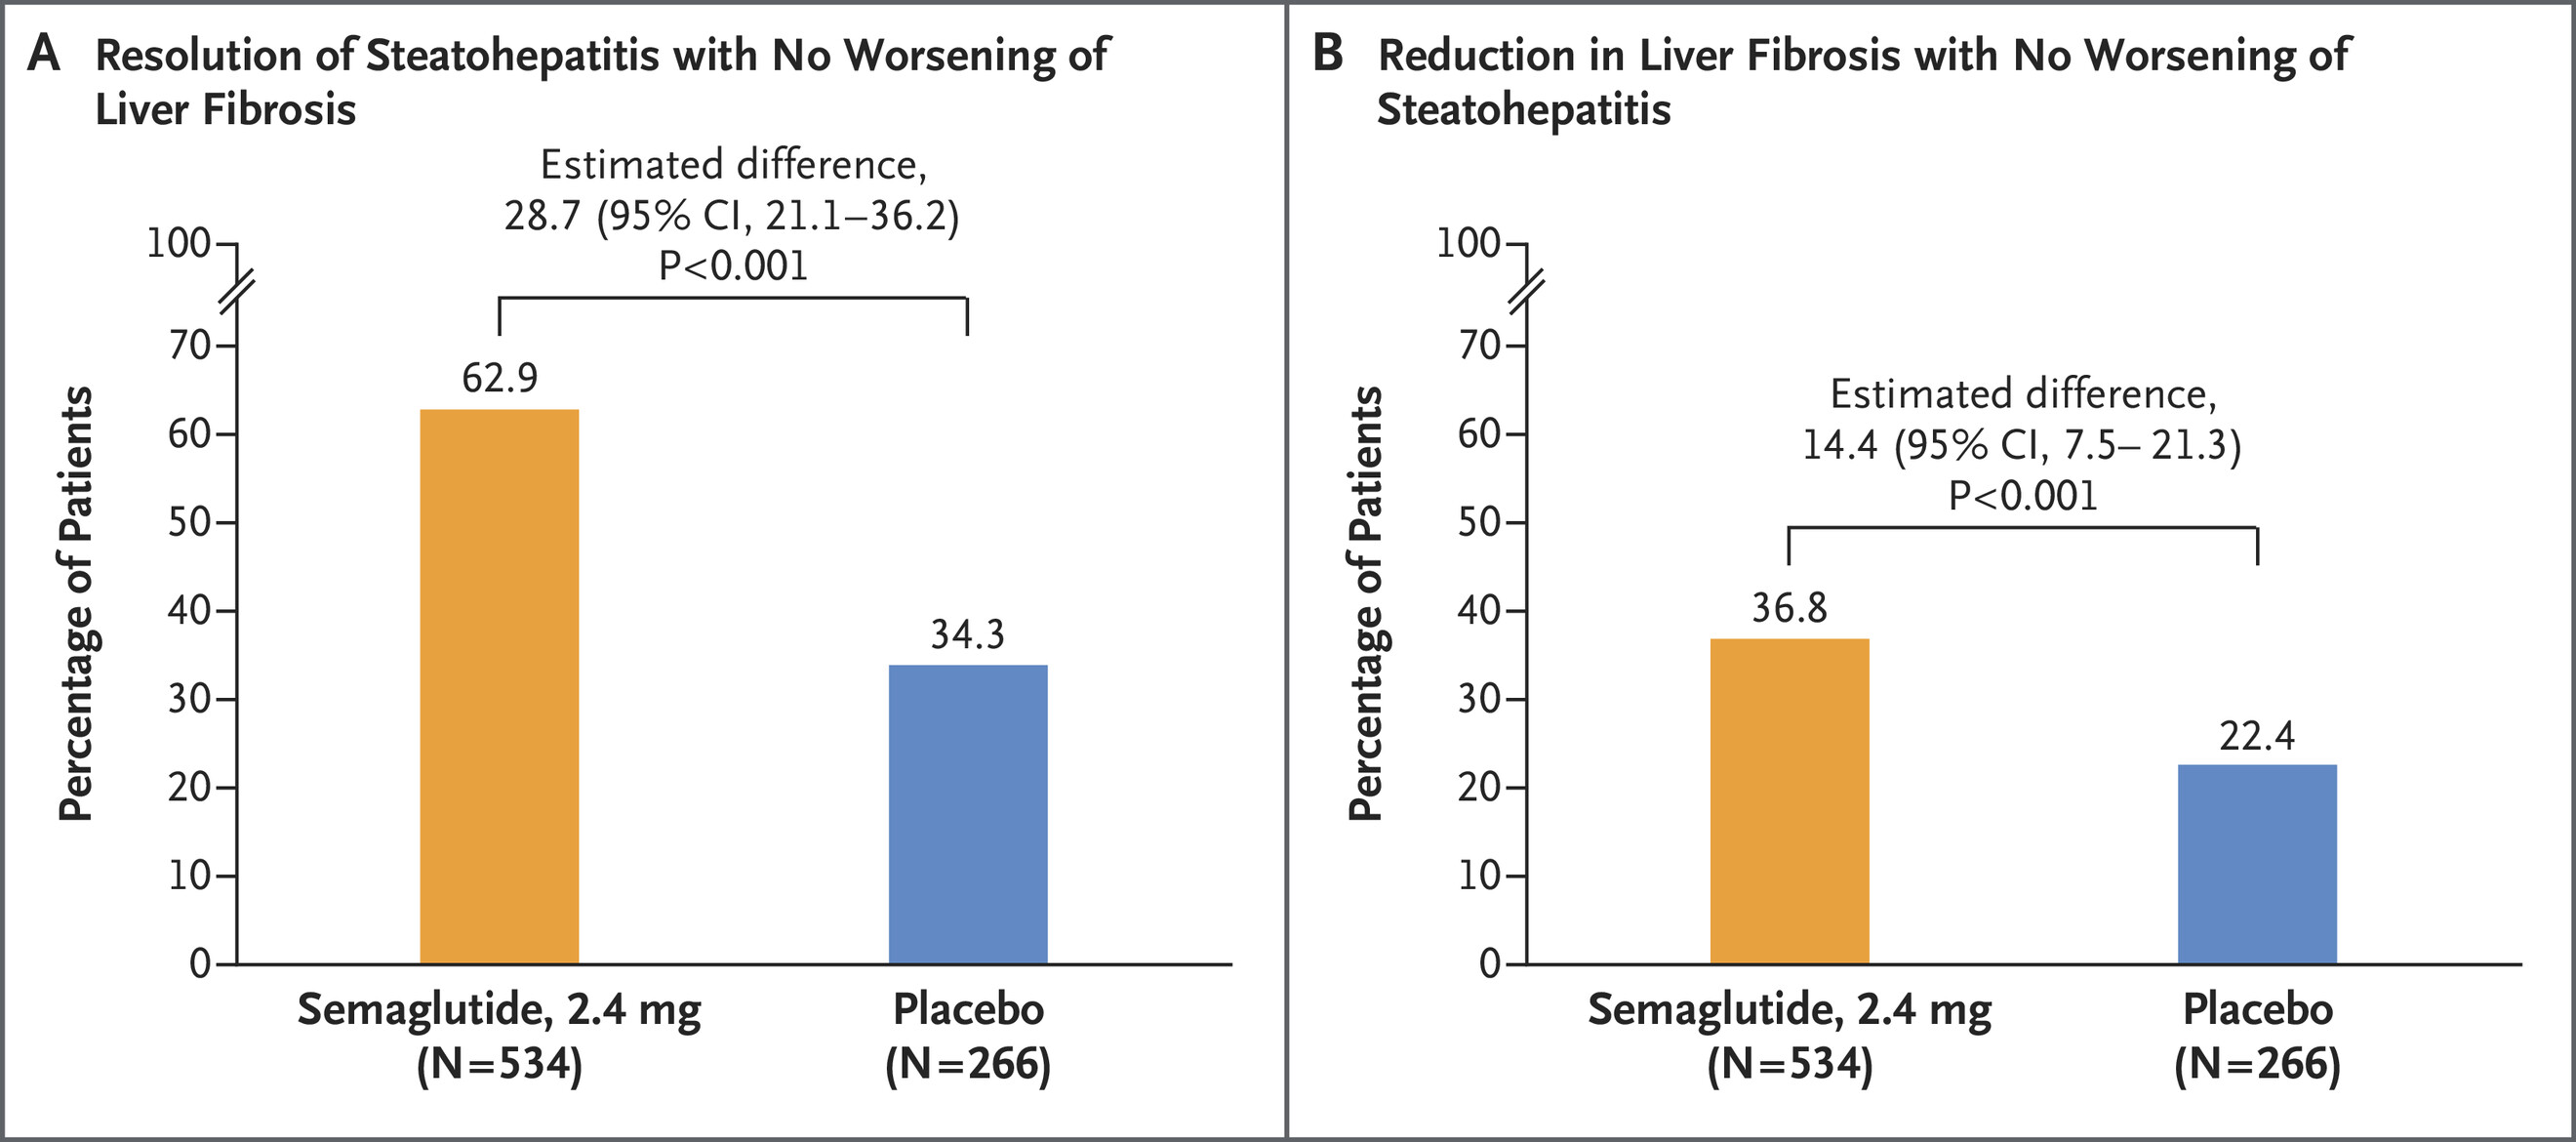 A Resolution of Steatohepatitis with No Worsening of
Liver Fibrosis
Estimated difference,
28.7 (95% CI, 21.1–36.2)
P<0.001
100
70
60
50
40
30
20
10
0
Percentage of Patients
62.9
34.3
Semaglutide, 2.4 mg
(N=534)
Placebo
(N=266)
B Reduction in Liver Fibrosis with No Worsening of
Steatohepatitis
Estimated difference,
14.4 (95% CI, 7.5– 21.3)
P<0.001
100
70
60
50
40
30
20
10
0
Percentage of Patients
36.8
22.4
Semaglutide, 2.4 mg
(N=534)
Placebo
(N=266)